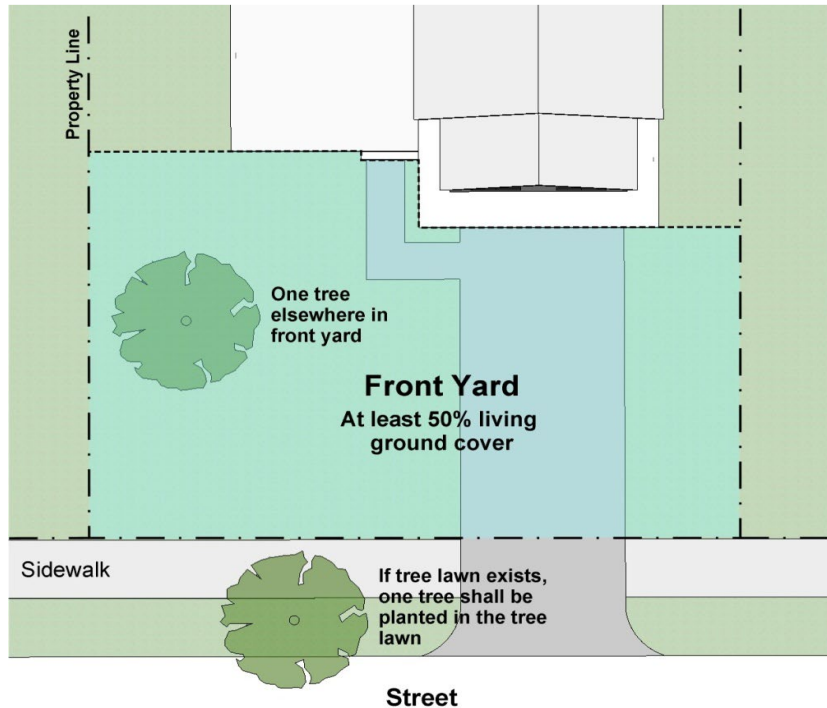 Property Line
One tree
elsewhere in
front yard
Front Yard
At least 50% living
ground cover
Sidewalk
If tree lawn exists,
one tree shall be
planted in the tree
lawn
Street